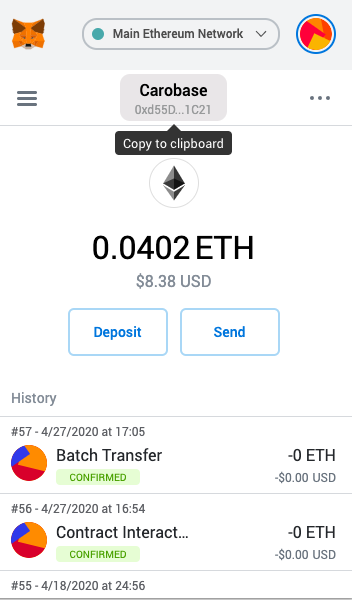 Main Ethereum Network
Carobase
0xd55D...1C21
Copy to clipboard
0.0402 ETH
$8.38 USD
Deposit
Send
History
#57 - 4/27/2020 at 17:05
Batch Transfer
-0 ETH
CONFIRMED
-$0.00 USD
#56 - 4/27/2020 at 16:54
Contract Interact...
-0 ETH
CONFIRMED
-$0.00 USD
#55 - 4/18/2020 at 24:56